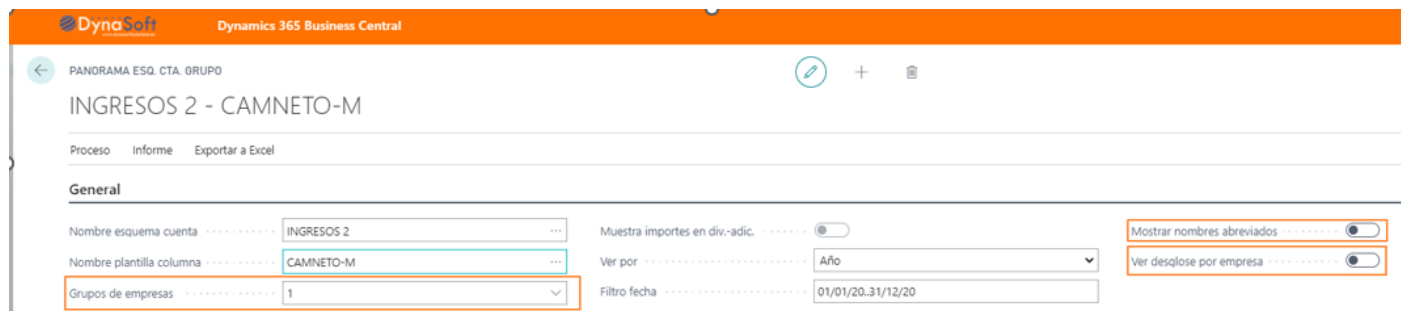 DynaSoft Dynamics 365 Business Central
PANORAMA ESQ. CTA. GRUPO
INGRESOS 2 - CAMNETO-M
Proceso Informe Exportar a Excel
General
Nombre esquema cuenta INGRESOS 2 ... Muestra importes en div.-adic. Mostrar nombres abreviados
Nombre plantilla columna CAMNETO-M ... Ver por Año Ver desglose por empresa
Grupos de empresas 1 Filtro fecha 01/01/20..31/12/20